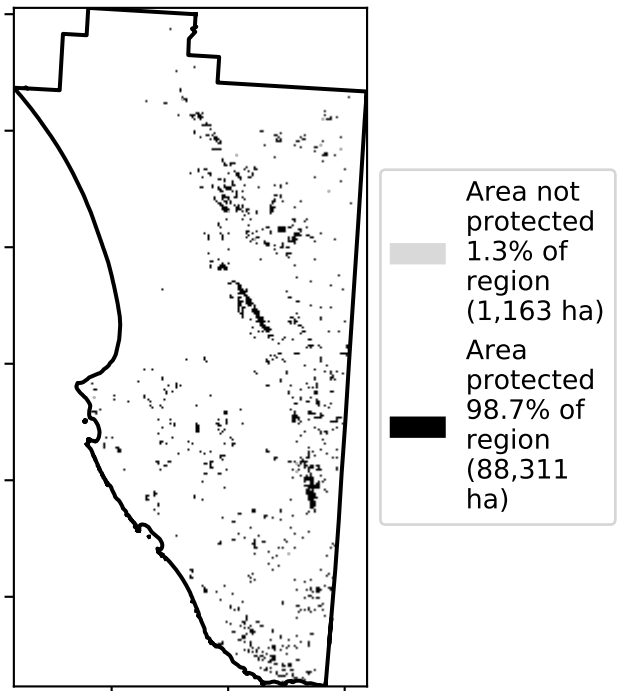 Area not
protected
1.3% of
region
(1,163 ha)
Area
protected
98.7% of
region
(88,311
ha)